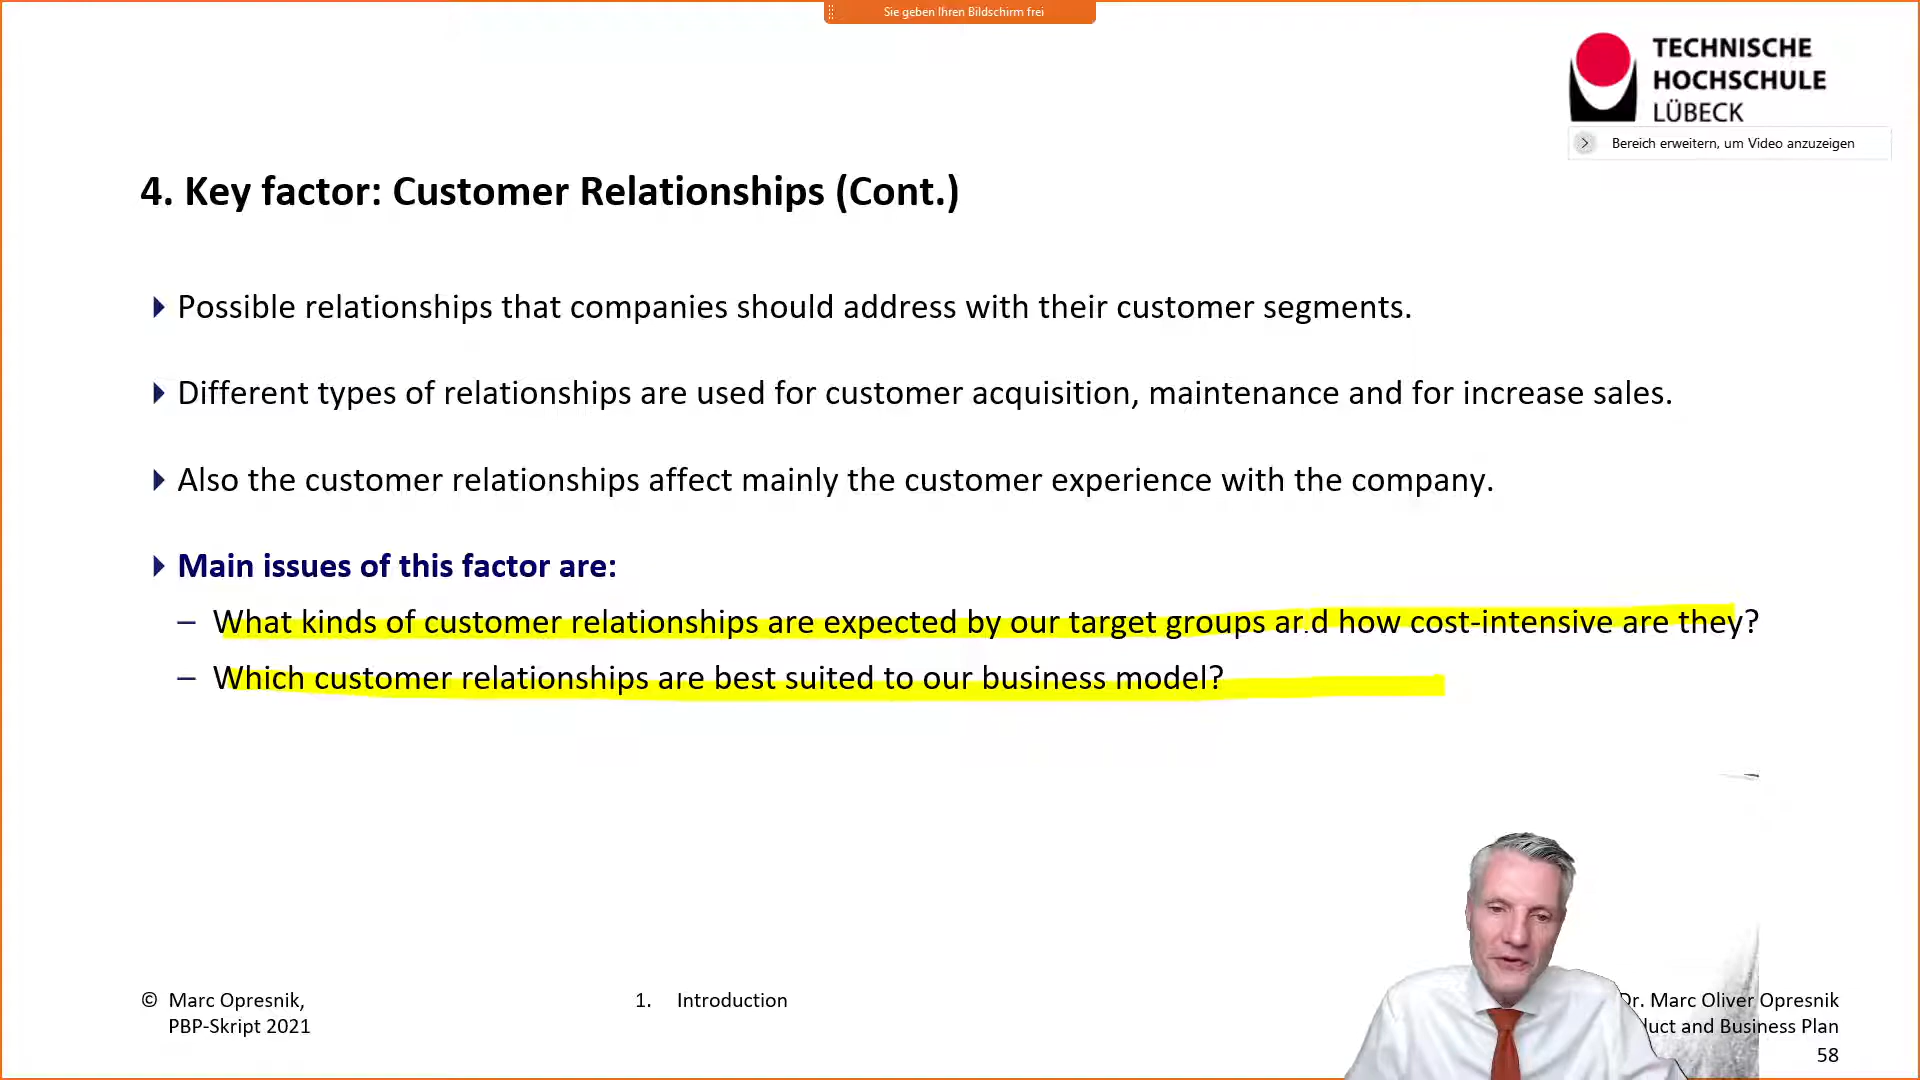 Sie geben Ihren Bildschirm frei
TECHNISCHE
HOCHSCHULE
LÜBECK
Bereich erweitern, um Video anzuzeigen
4. Key factor: Customer Relationships (Cont.)
Possible relationships that companies should address with their customer segments.
Different types of relationships are used for customer acquisition, maintenance and for increase sales.
Also the customer relationships affect mainly the customer experience with the company.
Main issues of this factor are:
– What kinds of customer relationships are expected by our target groups and how cost-intensive are they?
– Which customer relationships are best suited to our business model?
© Marc Opresnik,
PBP-Skript 2021
1. Introduction
Dr. Marc Oliver Opresnik
and Business Plan
58